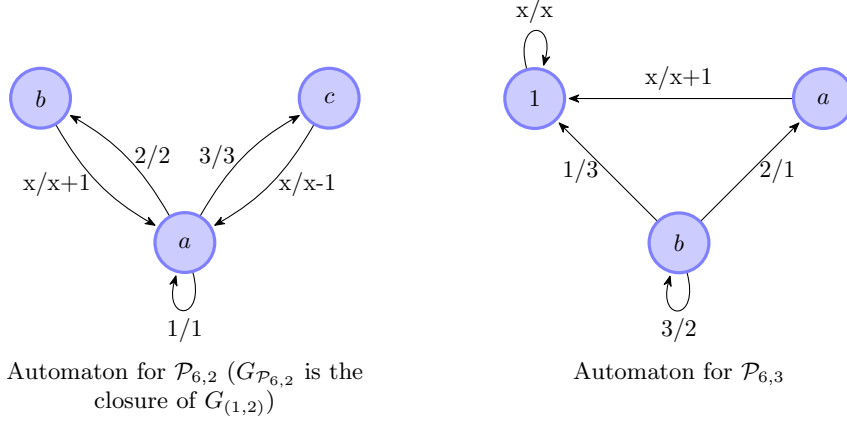 x/x
b
c
1
a
x/x+1
2/2
3/3
x/x+1
x/x-1
1/3
2/1
a
b
1/1
3/2
Automaton for 𝒫₆,₂ (G_𝒫₆,₂ is the
closure of G₍₁,₂₎)
Automaton for 𝒫₆,₃